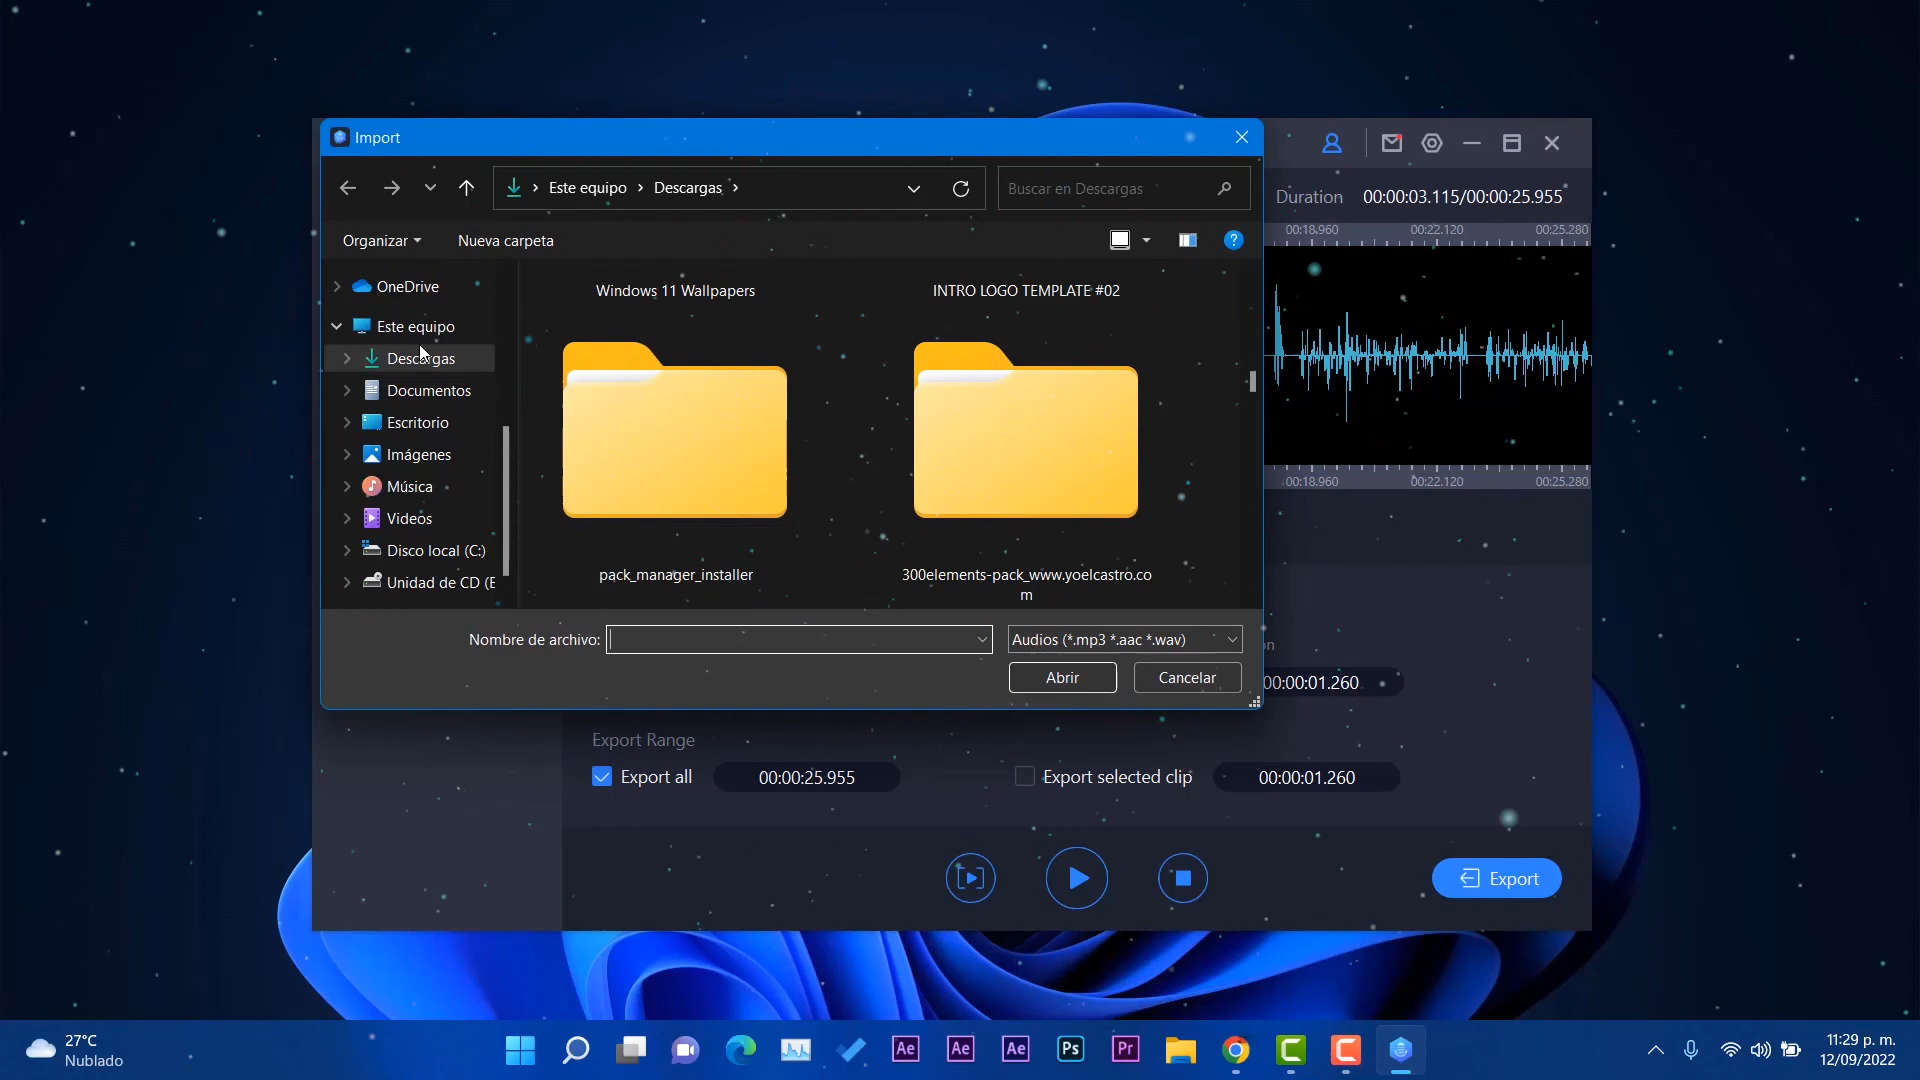 Import
Este equipo
Descargas
Buscar en Descargas
Duration
00:00:03.115/00:00:25.955
Organizar
Nueva carpeta
00:18.960
00:22.120
00:25.280
OneDrive
Este equipo
Descargas
Documentos
Escritorio
Imágenes
Música
Videos
Disco local (C:)
Unidad de CD (E
Windows 11 Wallpapers
INTRO LOGO TEMPLATE #02
pack_manager_installer
300elements-pack_www.yoelcastro.co
m
00:18.960
00:22.120
00:25.280
Nombre de archivo:
Audios (*.mp3 *.aac *.wav)
Abrir
Cancelar
00:00:01.260
Export Range
Export all
00:00:25.955
Export selected clip
00:00:01.260
Export
27°C
Nublado
Ae
Ae
Ae
Ps
Pr
11:29 p. m.
12/09/2022